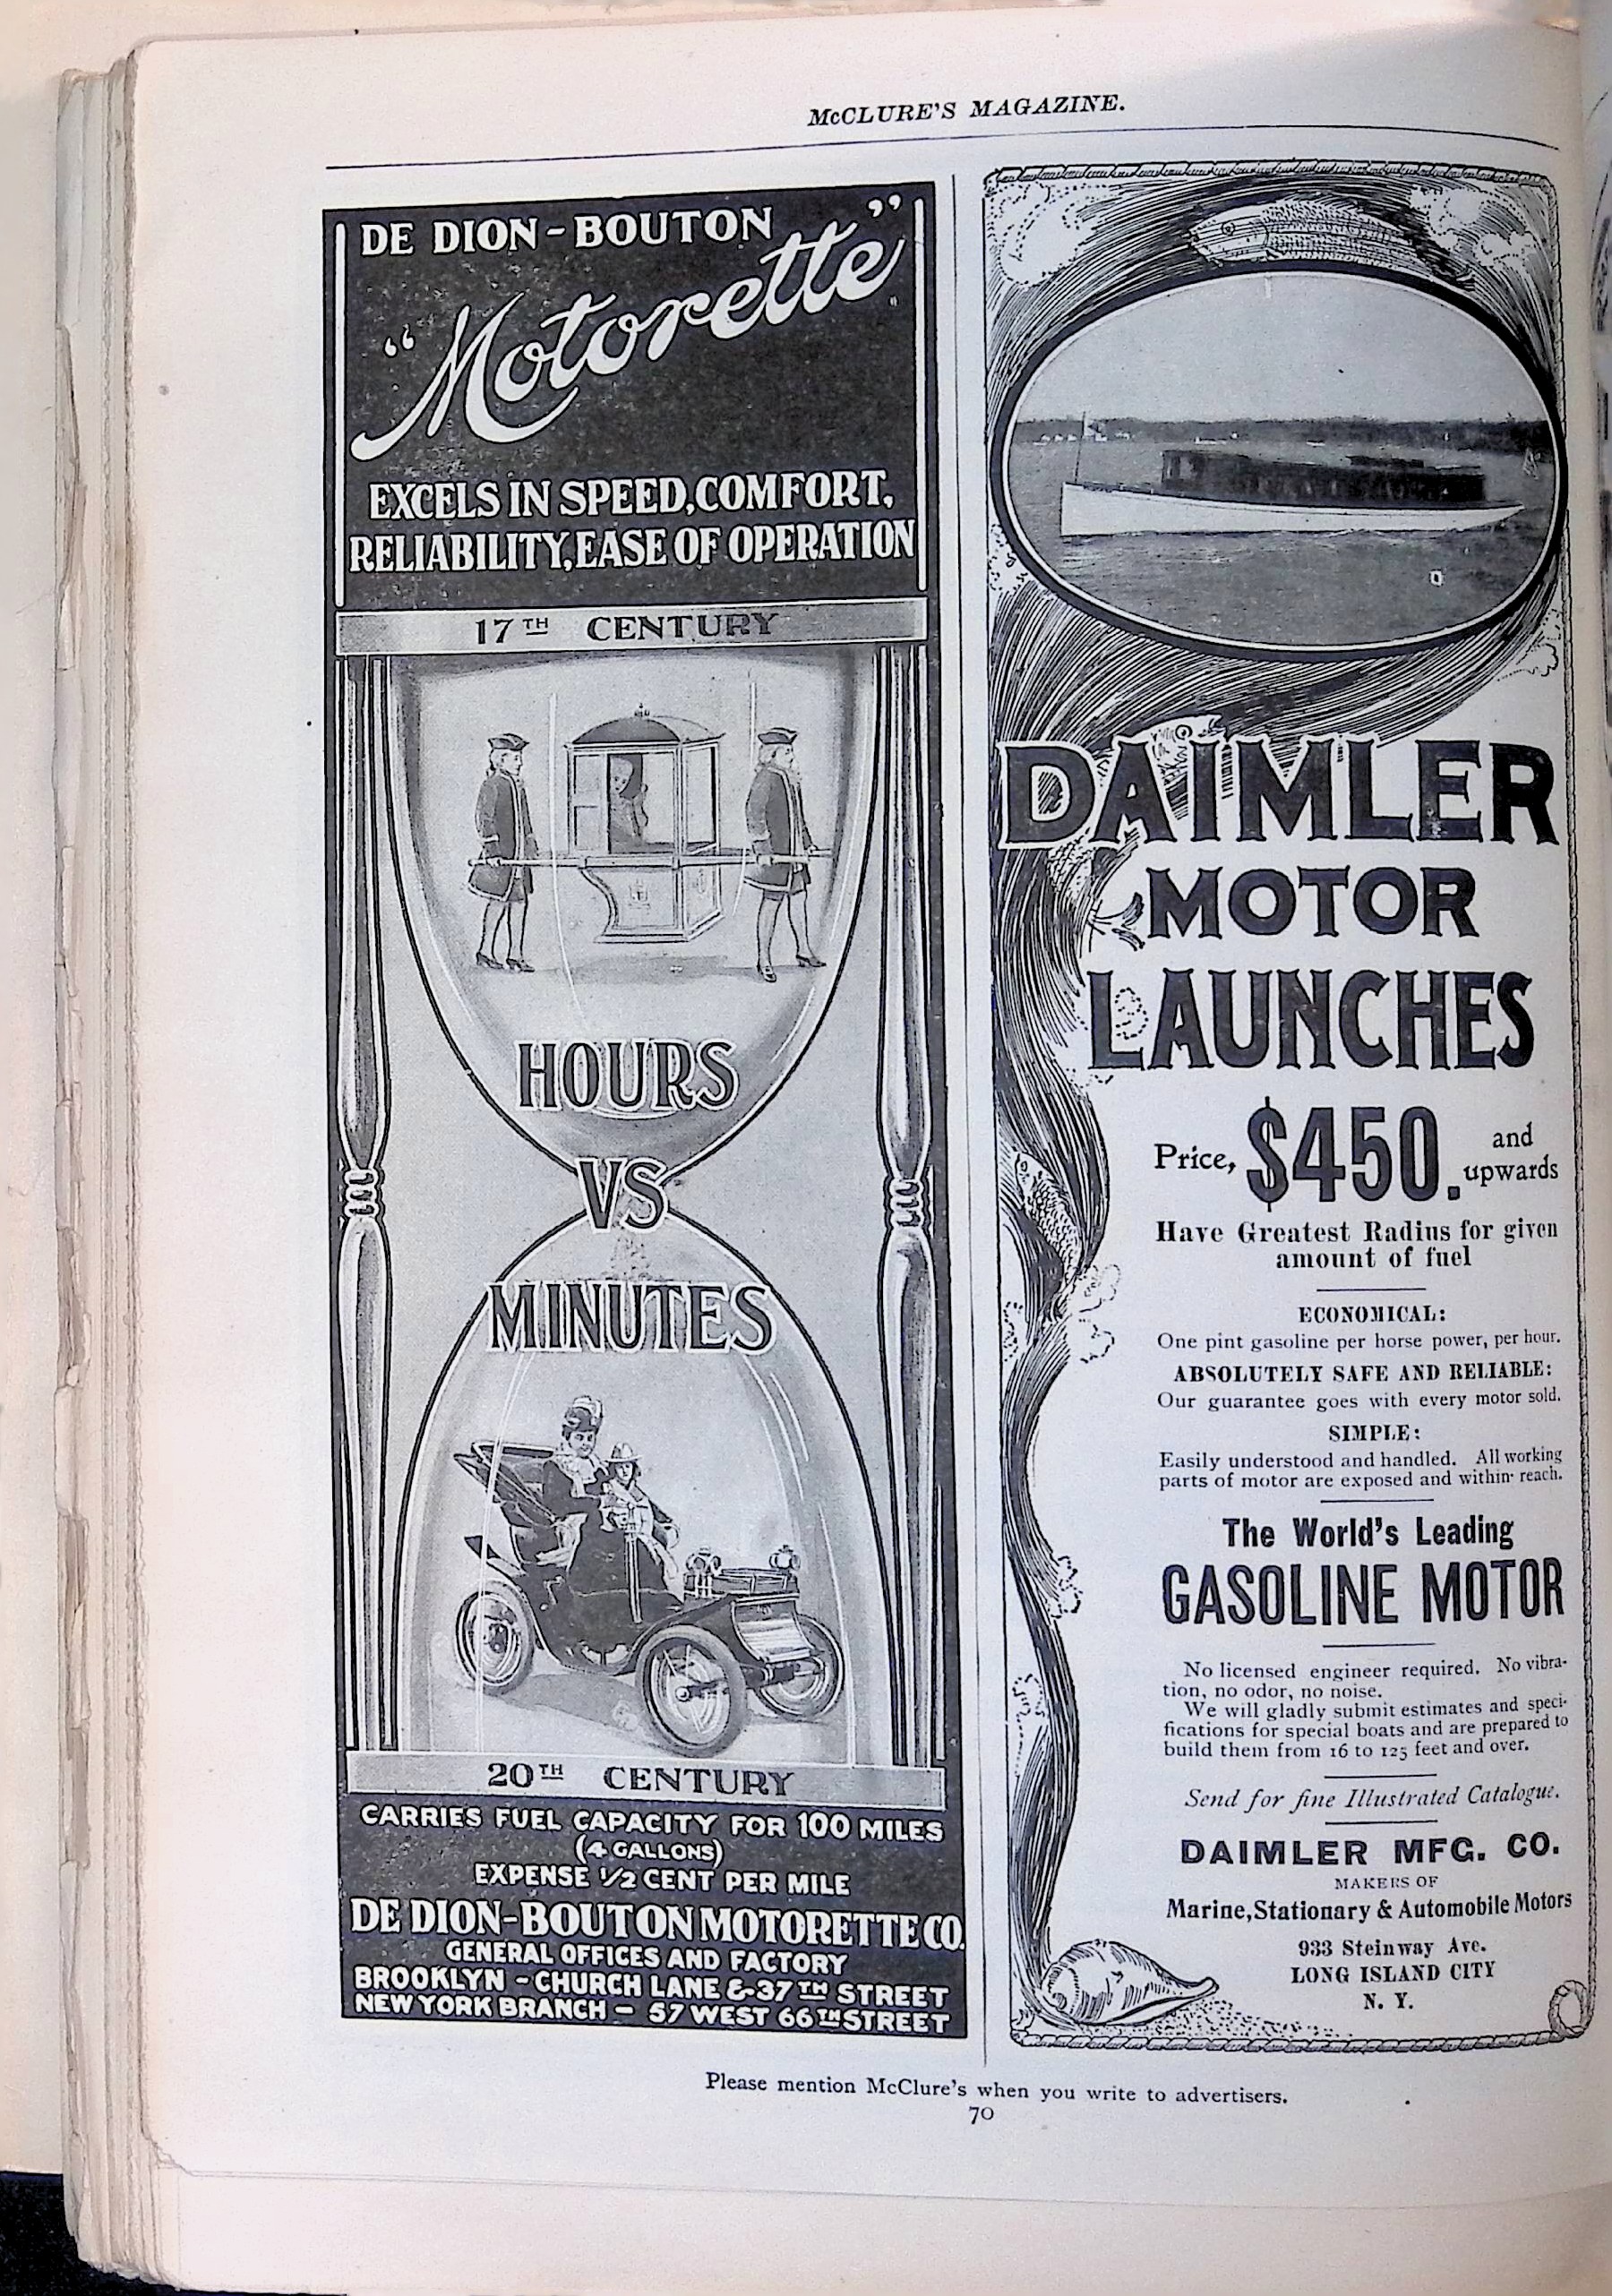 McCLURE'S MAGAZINE.
DE DION-BOUTON
"Motorette"
EXCELS IN SPEED, COMFORT,
RELIABILITY, EASE OF OPERATION
17TH CENTURY
HOURS
VS
MINUTES
20TH CENTURY
CARRIES FUEL CAPACITY FOR 100 MILES
(4 GALLONS)
EXPENSE 1/2 CENT PER MILE
DE DION-BOUTON MOTORETTE CO.
GENERAL OFFICES AND FACTORY
BROOKLYN - CHURCH LANE & 37TH STREET
NEW YORK BRANCH - 57 WEST 66TH STREET
DAIMLER
MOTOR
LAUNCHES
Price, $450. and upwards
Have Greatest Radius for given
amount of fuel
ECONOMICAL:
One pint gasoline per horse power, per hour.
ABSOLUTELY SAFE AND RELIABLE:
Our guarantee goes with every motor sold.
SIMPLE:
Easily understood and handled. All working
parts of motor are exposed and within reach.
The World's Leading
GASOLINE MOTOR
No licensed engineer required. No vibra-
tion, no odor, no noise.
We will gladly submit estimates and speci-
fications for special boats and are prepared to
build them from 16 to 125 feet and over.
Send for fine Illustrated Catalogue.
DAIMLER MFG. CO.
MAKERS OF
Marine, Stationary & Automobile Motors
933 Steinway Ave.
LONG ISLAND CITY
N. Y.
Please mention McClure's when you write to advertisers.
70